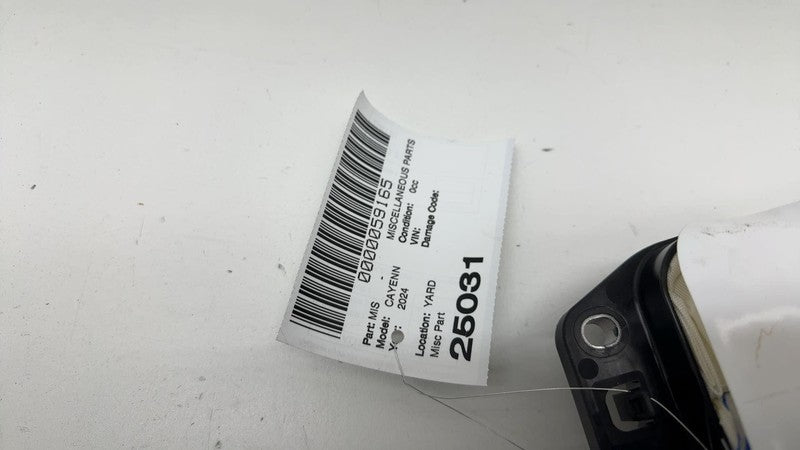 0000059165
Part: MIS - MISCELLANEOUS PARTS
Model: CAYENN Condition: 0cc
2024 VIN:
Damage Code:
Location: YARD
Misc Part
25031